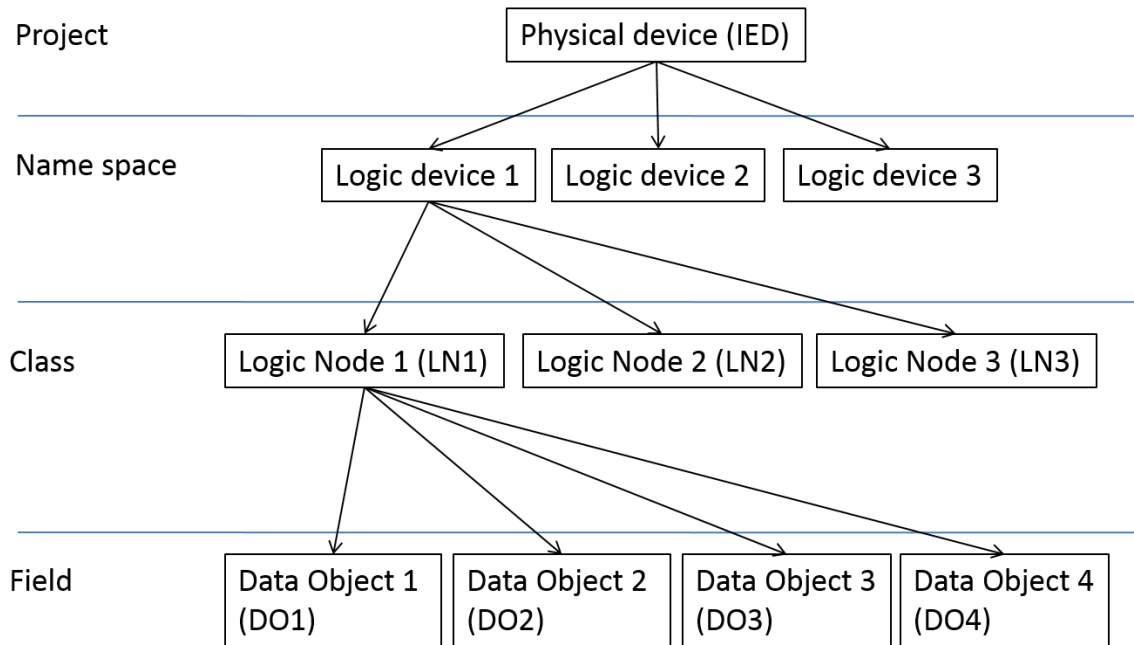 Project
Physical device (IED)
Name space
Logic device 1
Logic device 2
Logic device 3
Class
Logic Node 1 (LN1)
Logic Node 2 (LN2)
Logic Node 3 (LN3)
Field
Data Object 1
(DO1)
Data Object 2
(DO2)
Data Object 3
(DO3)
Data Object 4
(DO4)